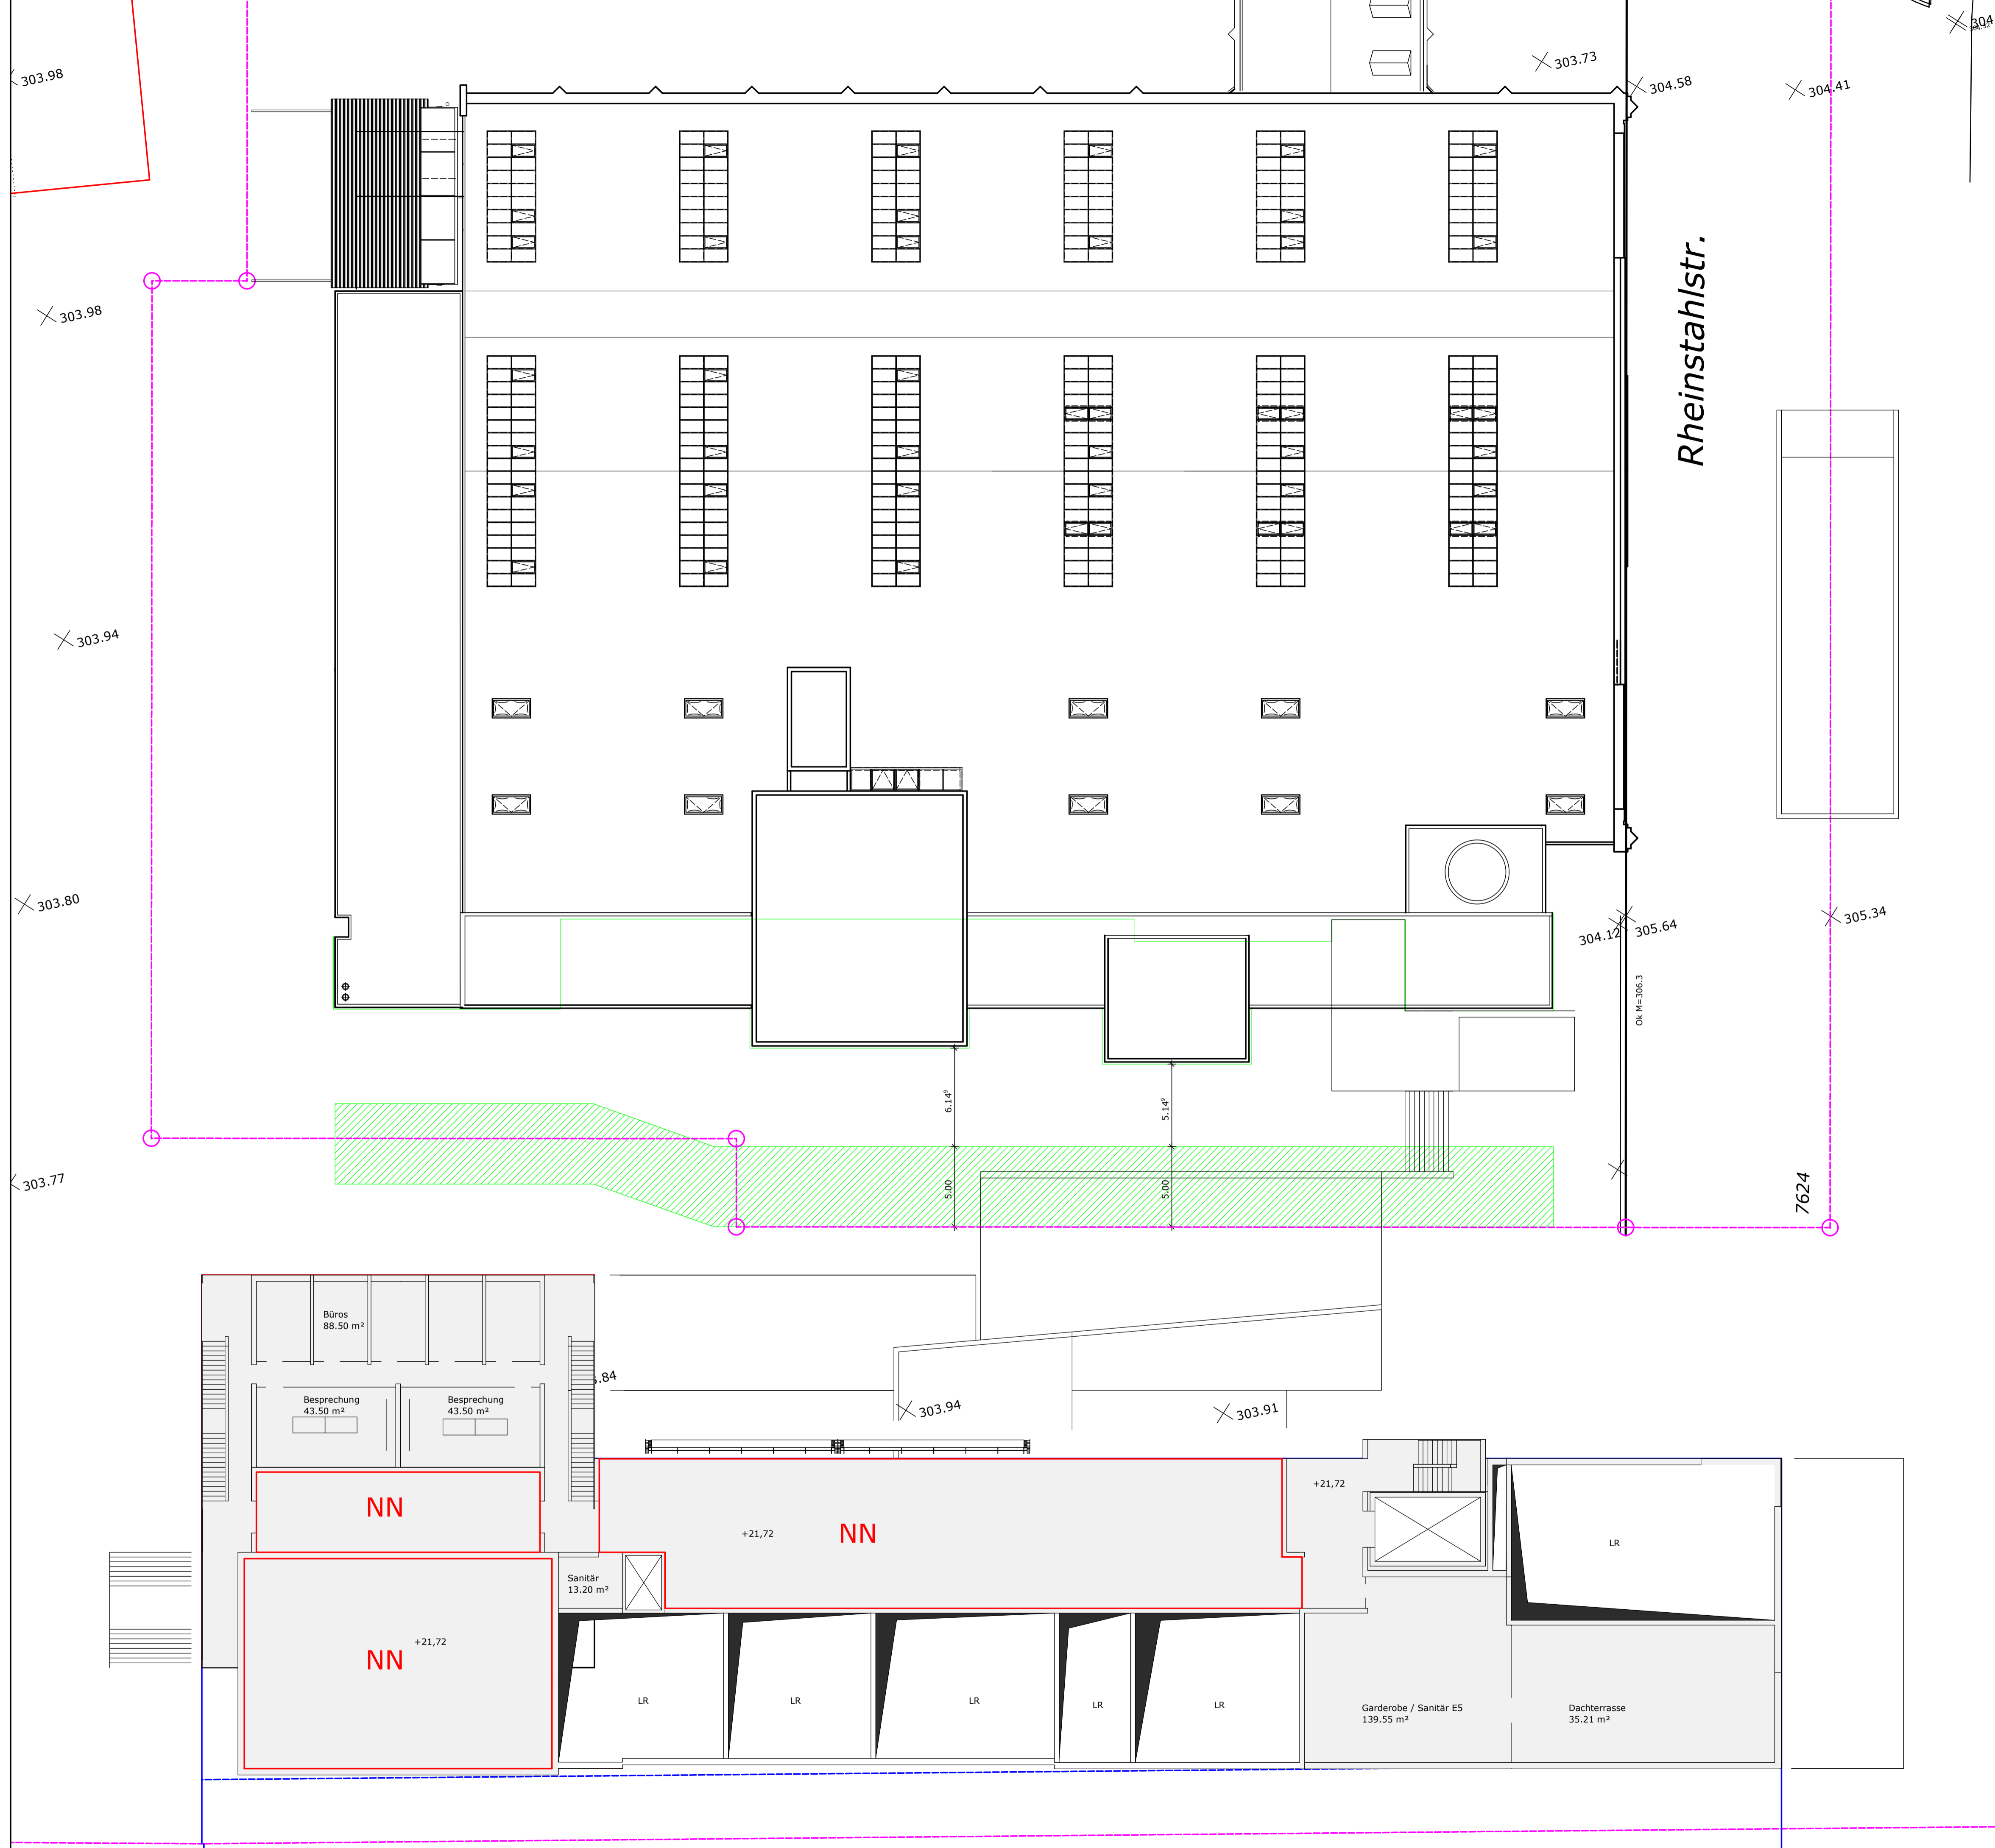 304
303.98
303.73
304.58
304.41
303.98
Rheinstahlstr.
303.94
303.80
304.12
305.64
305.34
Ok M=306.3
6.14⁹
5.14⁹
303.77
5.00
5.00
7624
Büros
88.50 m²
.84
Besprechung
43.50 m²
Besprechung
43.50 m²
303.94
303.91
+21,72
NN
+21,72
NN
LR
Sanitär
13.20 m²
+21,72
NN
LR
LR
LR
LR
LR
Garderobe / Sanitär E5
139.55 m²
Dachterrasse
35.21 m²